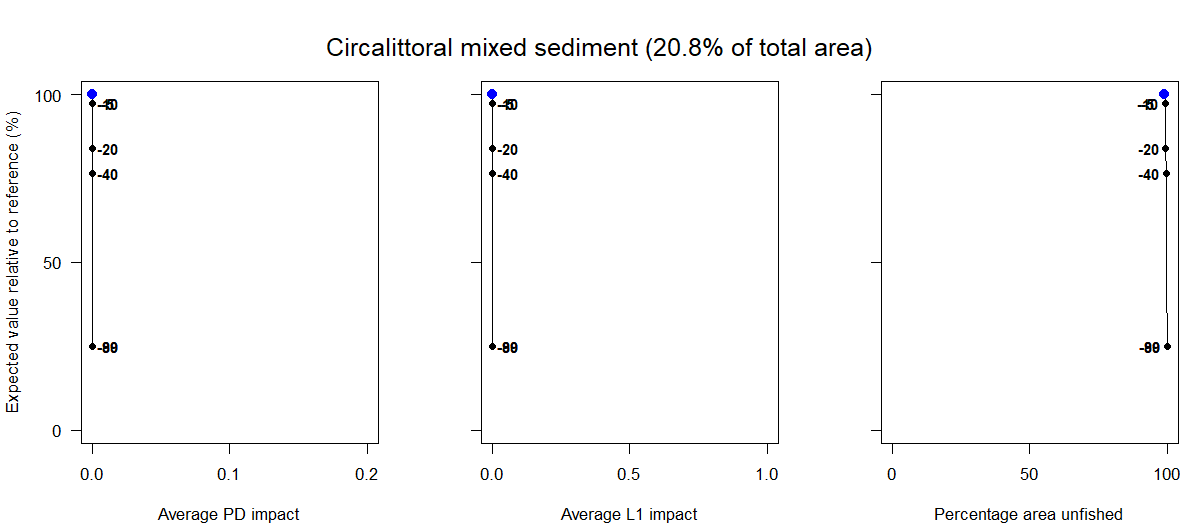 Circalittoral mixed sediment (20.8% of total area)
Expected value relative to reference (%)
100
50
0
-20
-40
0.0 0.1 0.2
Average PD impact
-20
-40
0.0 0.5 1.0
Average L1 impact
-20
-40
0 50 100
Percentage area unfished